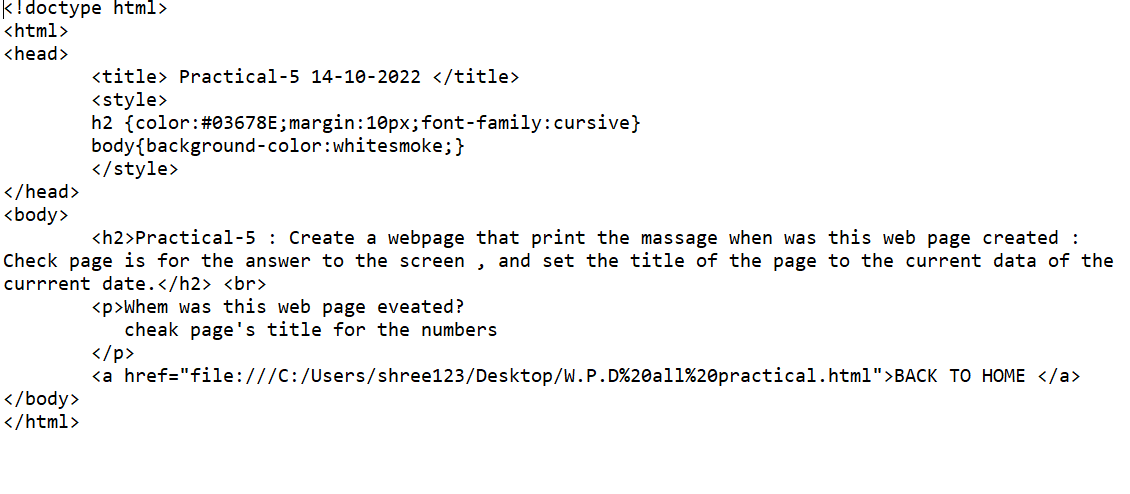 <!doctype html>
<html>
<head>
<title> Practical-5 14-10-2022 </title>
<style>
h2 {color:#03678E;margin:10px;font-family:cursive}
body{background-color:whitesmoke;}
</style>
</head>
<body>
<h2>Practical-5 : Create a webpage that print the massage when was this web page created :
Check page is for the answer to the screen , and set the title of the page to the current data of the
currrent date.</h2> <br>
<p>Whem was this web page eveated?
cheak page's title for the numbers
</p>
<a href="file:///C:/Users/shree123/Desktop/W.P.D%20all%20practical.html">BACK TO HOME </a>
</body>
</html>